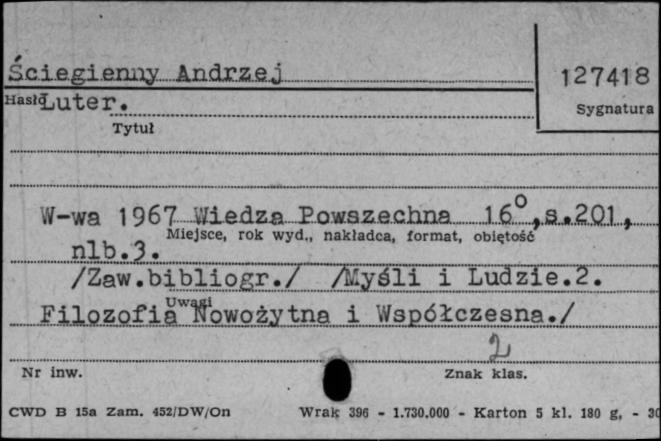 Ściegienny Andrzej
127418
Hasło Luter.
Sygnatura
Tytuł
W-wa 1967 Wiedza Powszechna 16°, s.201,
Miejsce, rok wyd., nakładca, format, objętość
nlb.3.
/Zaw.bibliogr./ /Myśli i Ludzie.2.
Uwagi
Filozofia Nowożytna i Współczesna./
2
Nr inw.
Znak klas.
CWD B 15a Zam. 452/DW/On Wrak 396 - 1.730.000 - Karton 5 kl. 180 g, - 30